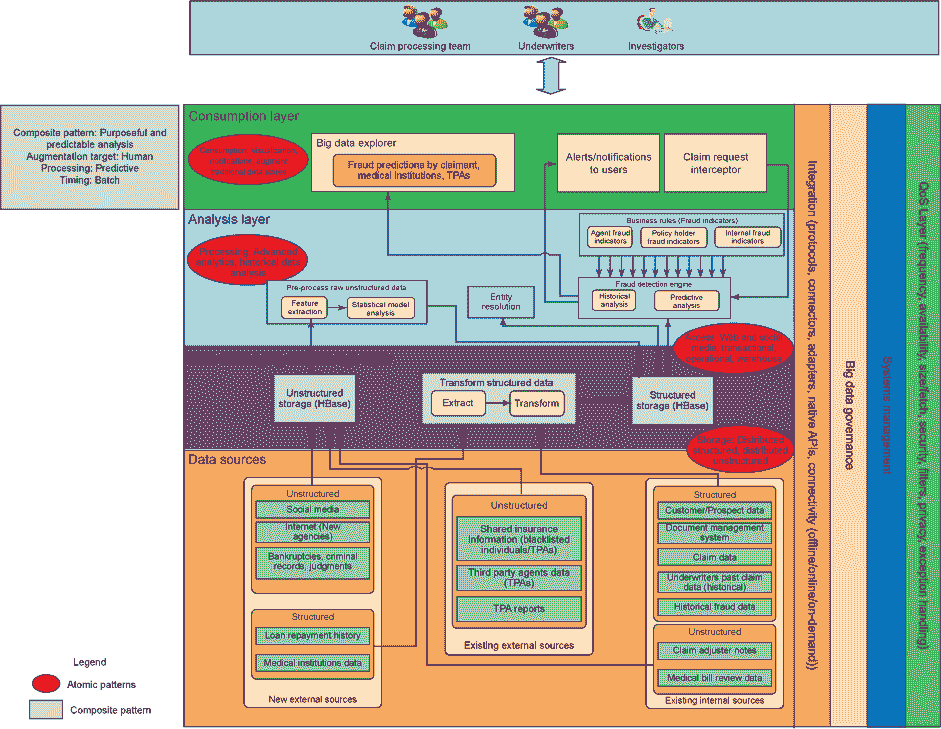 Claim processing team
Underwriters
Investigators
Composite pattern: Purposeful and
predictable analysis
Augmentation target: Human
Processing: Predictive
Timing: Batch
Consumption layer
Big data explorer
Fraud predictions by claimant,
medical institutions, TPAs
Alerts/notifications
to users
Claim request
interceptor
Analysis layer
Processing: Advanced
analytics, historical data
analysis
Business rules (Fraud indicators)
Agent fraud
indicators
Policy holder
fraud indicators
Internal fraud
indicators
Pre-process raw unstructured data
Feature
extraction
Statistical model
analysis
Entity
resolution
Fraud detection engine
Historical
analysis
Predictive
analysis
Access: Web and social
media, transactional,
operational, warehouse
Unstructured
storage (HBase)
Transform structured data
Extract
Transform
Structured
storage (HBase)
Storage: Distributed
structured, distributed
unstructured
Data sources
Unstructured
Social media
Internet (New
agencies)
Bankruptcies, criminal
records, judgments
Structured
Loan repayment history
Medical institutions data
New external sources
Unstructured
Shared insurance
Information (blacklisted
individuals/TPAs)
Third party agents data
(TPAs)
TPA reports
Existing external sources
Structured
Customer/Prospect data
Document management
system
Claim data
Underwriters past claim
data (historical)
Historical fraud data
Unstructured
Claim adjuster notes
Medical bill review data
Existing internal sources
Integration (protocols, connectors, adapters, native APIs, connectivity (offline/online/on-demand))
Big data governance
Systems management
QoS Layer (frequency, availability, size/fetch, security, filters, privacy, exception handling)
Legend
Atomic patterns
Composite pattern